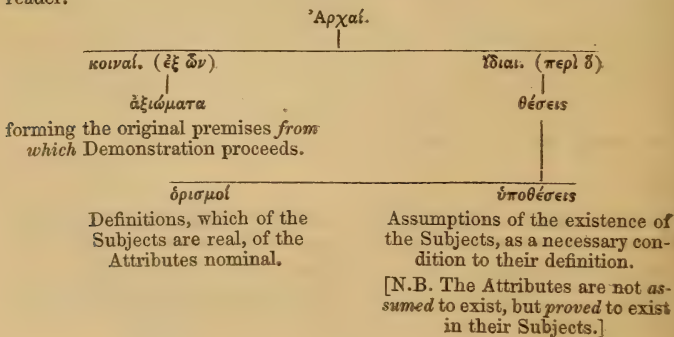 reader.
Ἀρχαί.
κοιναί. (ἐξ ὧν) ἴδιαι. (περὶ ὅ)
ἀξιώματα θέσεις
forming the original premises from
which Demonstration proceeds.
ὁρισμοί ὑποθέσεις
Definitions, which of the Assumptions of the existence of
Subjects are real, of the the Subjects, as a necessary con-
Attributes nominal. dition to their definition.
[N.B. The Attributes are not as-
sumed to exist, but proved to exist
in their Subjects.]